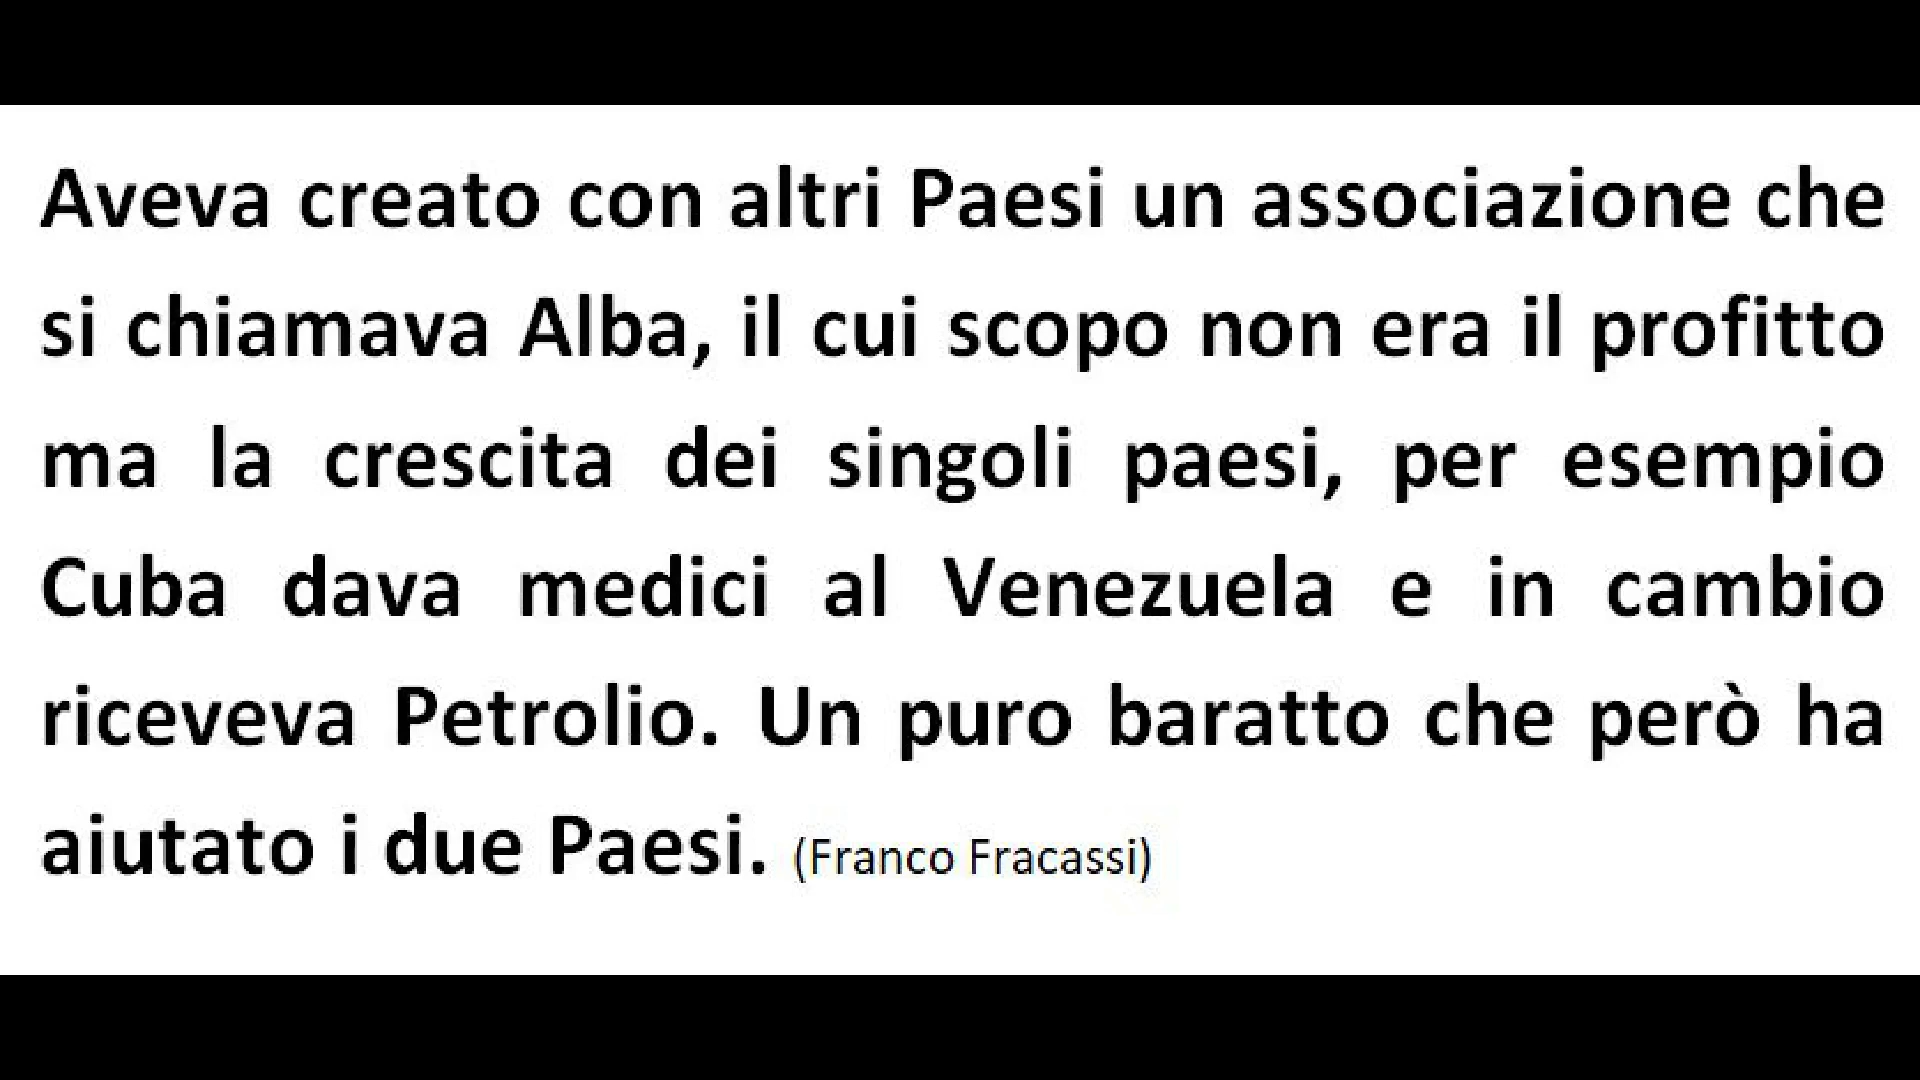 Aveva creato con altri Paesi un associazione che
si chiamava Alba, il cui scopo non era il profitto
ma la crescita dei singoli paesi, per esempio
Cuba dava medici al Venezuela e in cambio
riceveva Petrolio. Un puro baratto che però ha
aiutato i due Paesi. (Franco Fracassi)